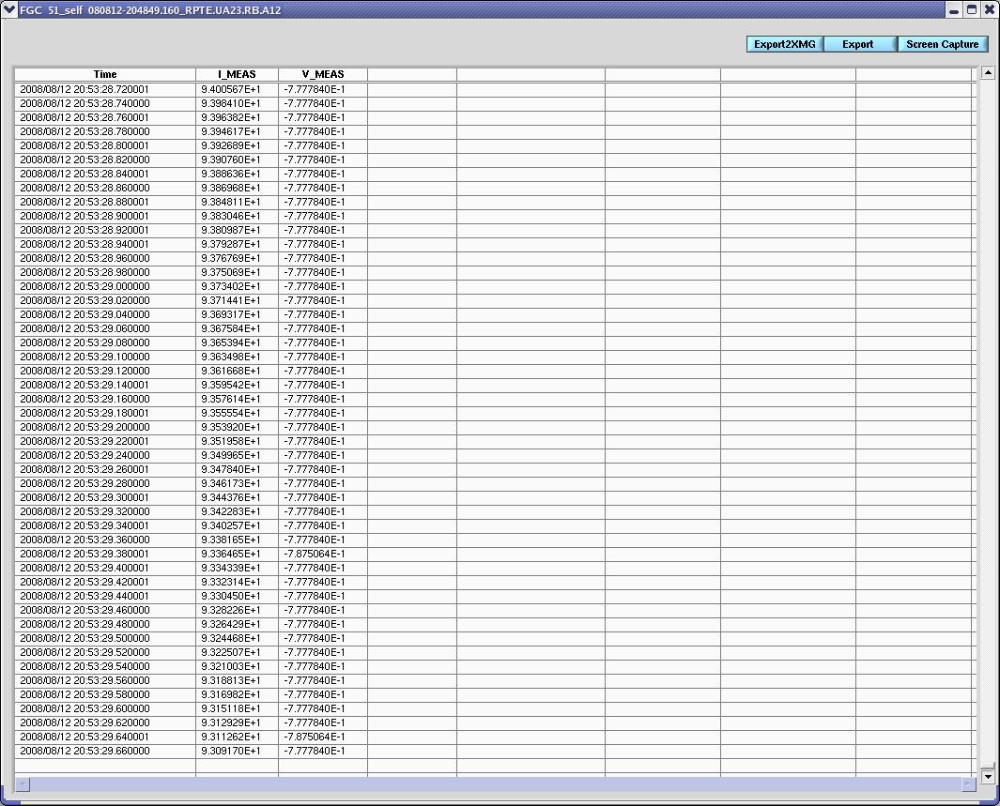 FGC 51_self 080812-204849.160_RPTE.UA23.RB.A12
Export2XMG Export Screen Capture
Time I_MEAS V_MEAS
2008/08/12 20:53:28.720001 9.400567E+1 -7.777840E-1
2008/08/12 20:53:28.740000 9.398410E+1 -7.777840E-1
2008/08/12 20:53:28.760001 9.396382E+1 -7.777840E-1
2008/08/12 20:53:28.780000 9.394617E+1 -7.777840E-1
2008/08/12 20:53:28.800001 9.392689E+1 -7.777840E-1
2008/08/12 20:53:28.820000 9.390760E+1 -7.777840E-1
2008/08/12 20:53:28.840001 9.388636E+1 -7.777840E-1
2008/08/12 20:53:28.860000 9.386968E+1 -7.777840E-1
2008/08/12 20:53:28.880001 9.384811E+1 -7.777840E-1
2008/08/12 20:53:28.900001 9.383046E+1 -7.777840E-1
2008/08/12 20:53:28.920001 9.380987E+1 -7.777840E-1
2008/08/12 20:53:28.940001 9.379287E+1 -7.777840E-1
2008/08/12 20:53:28.960000 9.376769E+1 -7.777840E-1
2008/08/12 20:53:28.980000 9.375069E+1 -7.777840E-1
2008/08/12 20:53:29.000000 9.373402E+1 -7.777840E-1
2008/08/12 20:53:29.020000 9.371441E+1 -7.777840E-1
2008/08/12 20:53:29.040000 9.369317E+1 -7.777840E-1
2008/08/12 20:53:29.060000 9.367584E+1 -7.777840E-1
2008/08/12 20:53:29.080000 9.365394E+1 -7.777840E-1
2008/08/12 20:53:29.100000 9.363498E+1 -7.777840E-1
2008/08/12 20:53:29.120000 9.361668E+1 -7.777840E-1
2008/08/12 20:53:29.140001 9.359542E+1 -7.777840E-1
2008/08/12 20:53:29.160000 9.357614E+1 -7.777840E-1
2008/08/12 20:53:29.180001 9.355554E+1 -7.777840E-1
2008/08/12 20:53:29.200000 9.353920E+1 -7.777840E-1
2008/08/12 20:53:29.220001 9.351958E+1 -7.777840E-1
2008/08/12 20:53:29.240000 9.349965E+1 -7.777840E-1
2008/08/12 20:53:29.260001 9.347840E+1 -7.777840E-1
2008/08/12 20:53:29.280000 9.346173E+1 -7.777840E-1
2008/08/12 20:53:29.300001 9.344376E+1 -7.777840E-1
2008/08/12 20:53:29.320000 9.342283E+1 -7.777840E-1
2008/08/12 20:53:29.340001 9.340257E+1 -7.777840E-1
2008/08/12 20:53:29.360000 9.338165E+1 -7.777840E-1
2008/08/12 20:53:29.380001 9.336465E+1 -7.875064E-1
2008/08/12 20:53:29.400001 9.334339E+1 -7.777840E-1
2008/08/12 20:53:29.420001 9.332314E+1 -7.777840E-1
2008/08/12 20:53:29.440001 9.330450E+1 -7.777840E-1
2008/08/12 20:53:29.460000 9.328226E+1 -7.777840E-1
2008/08/12 20:53:29.480000 9.326429E+1 -7.777840E-1
2008/08/12 20:53:29.500000 9.324468E+1 -7.777840E-1
2008/08/12 20:53:29.520000 9.322507E+1 -7.777840E-1
2008/08/12 20:53:29.540000 9.321003E+1 -7.777840E-1
2008/08/12 20:53:29.560000 9.318813E+1 -7.777840E-1
2008/08/12 20:53:29.580000 9.316982E+1 -7.777840E-1
2008/08/12 20:53:29.600000 9.315118E+1 -7.777840E-1
2008/08/12 20:53:29.620000 9.312929E+1 -7.777840E-1
2008/08/12 20:53:29.640001 9.311262E+1 -7.875064E-1
2008/08/12 20:53:29.660000 9.309170E+1 -7.777840E-1